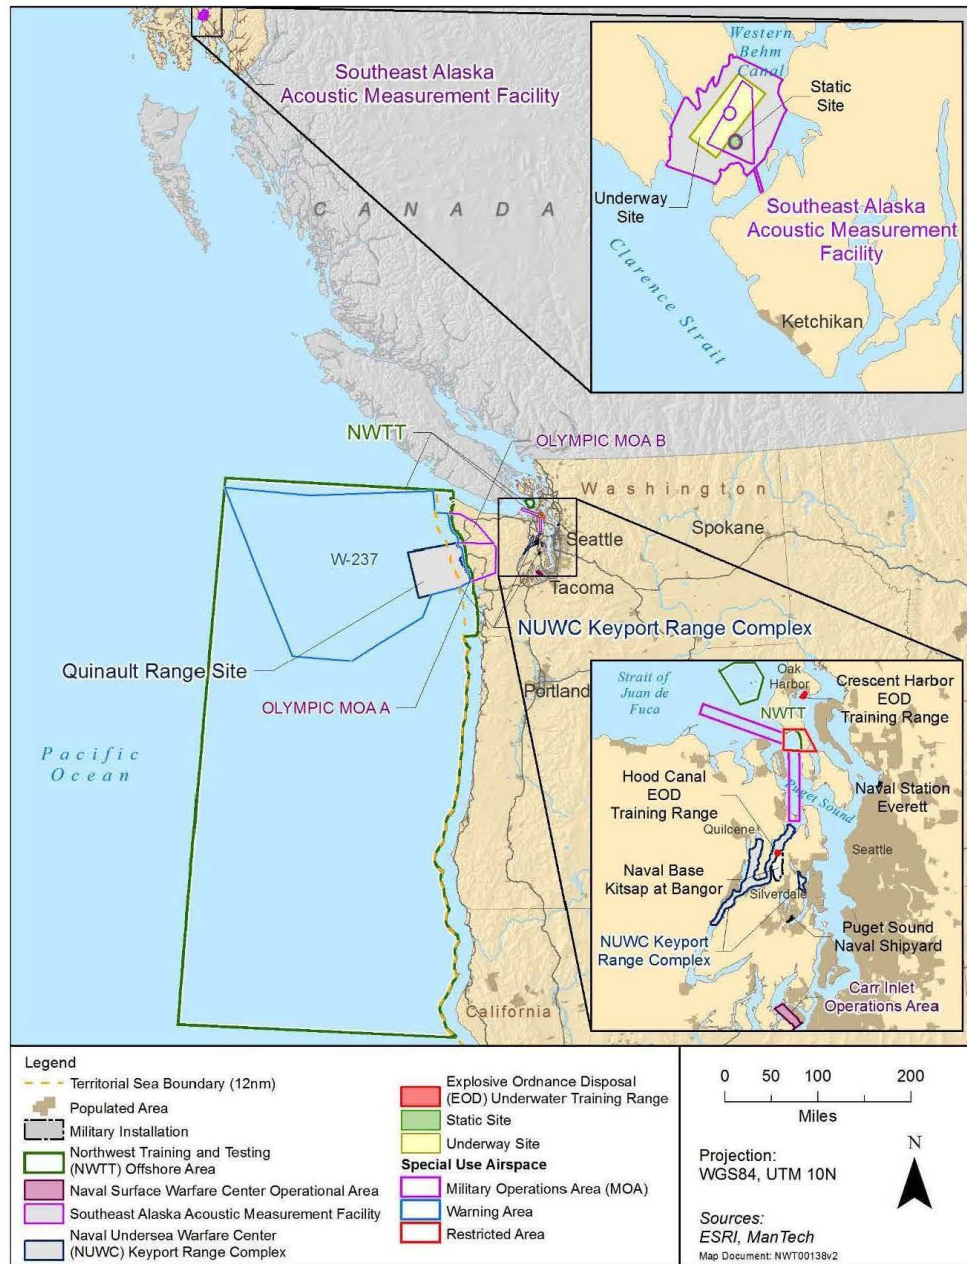 Southeast Alaska
Acoustic Measurement Facility
C A N A D A
Western
Behm
Canal
Static
Site
Underway
Site
Southeast Alaska
Acoustic Measurement
Facility
Clarence Strait
Ketchikan
NWTT
OLYMPIC MOA B
Washington
Spokane
Seattle
W-237
Tacoma
NUWC Keyport Range Complex
Quinault Range Site
Portland
OLYMPIC MOA A
Pacific
Ocean
California
Strait of
Juan de
Fuca
Oak
Harbor
Crescent Harbor
EOD
Training Range
NWTT
Hood Canal
EOD
Training Range
Puget Sound
Naval Station
Everett
Quilcene
Seattle
Naval Base
Kitsap at Bangor
Silverdale
NUWC Keyport
Range Complex
Puget Sound
Naval Shipyard
Carr Inlet
Operations Area
Legend
Territorial Sea Boundary (12nm)
Populated Area
Military Installation
Northwest Training and Testing
(NWTT) Offshore Area
Naval Surface Warfare Center Operational Area
Southeast Alaska Acoustic Measurement Facility
Naval Undersea Warfare Center
(NUWC) Keyport Range Complex
Explosive Ordnance Disposal
(EOD) Underwater Training Range
Static Site
Underway Site
Special Use Airspace
Military Operations Area (MOA)
Warning Area
Restricted Area
0 50 100 200
Miles
N
Projection:
WGS84, UTM 10N
Sources:
ESRI, ManTech
Map Document: NWT00138v2